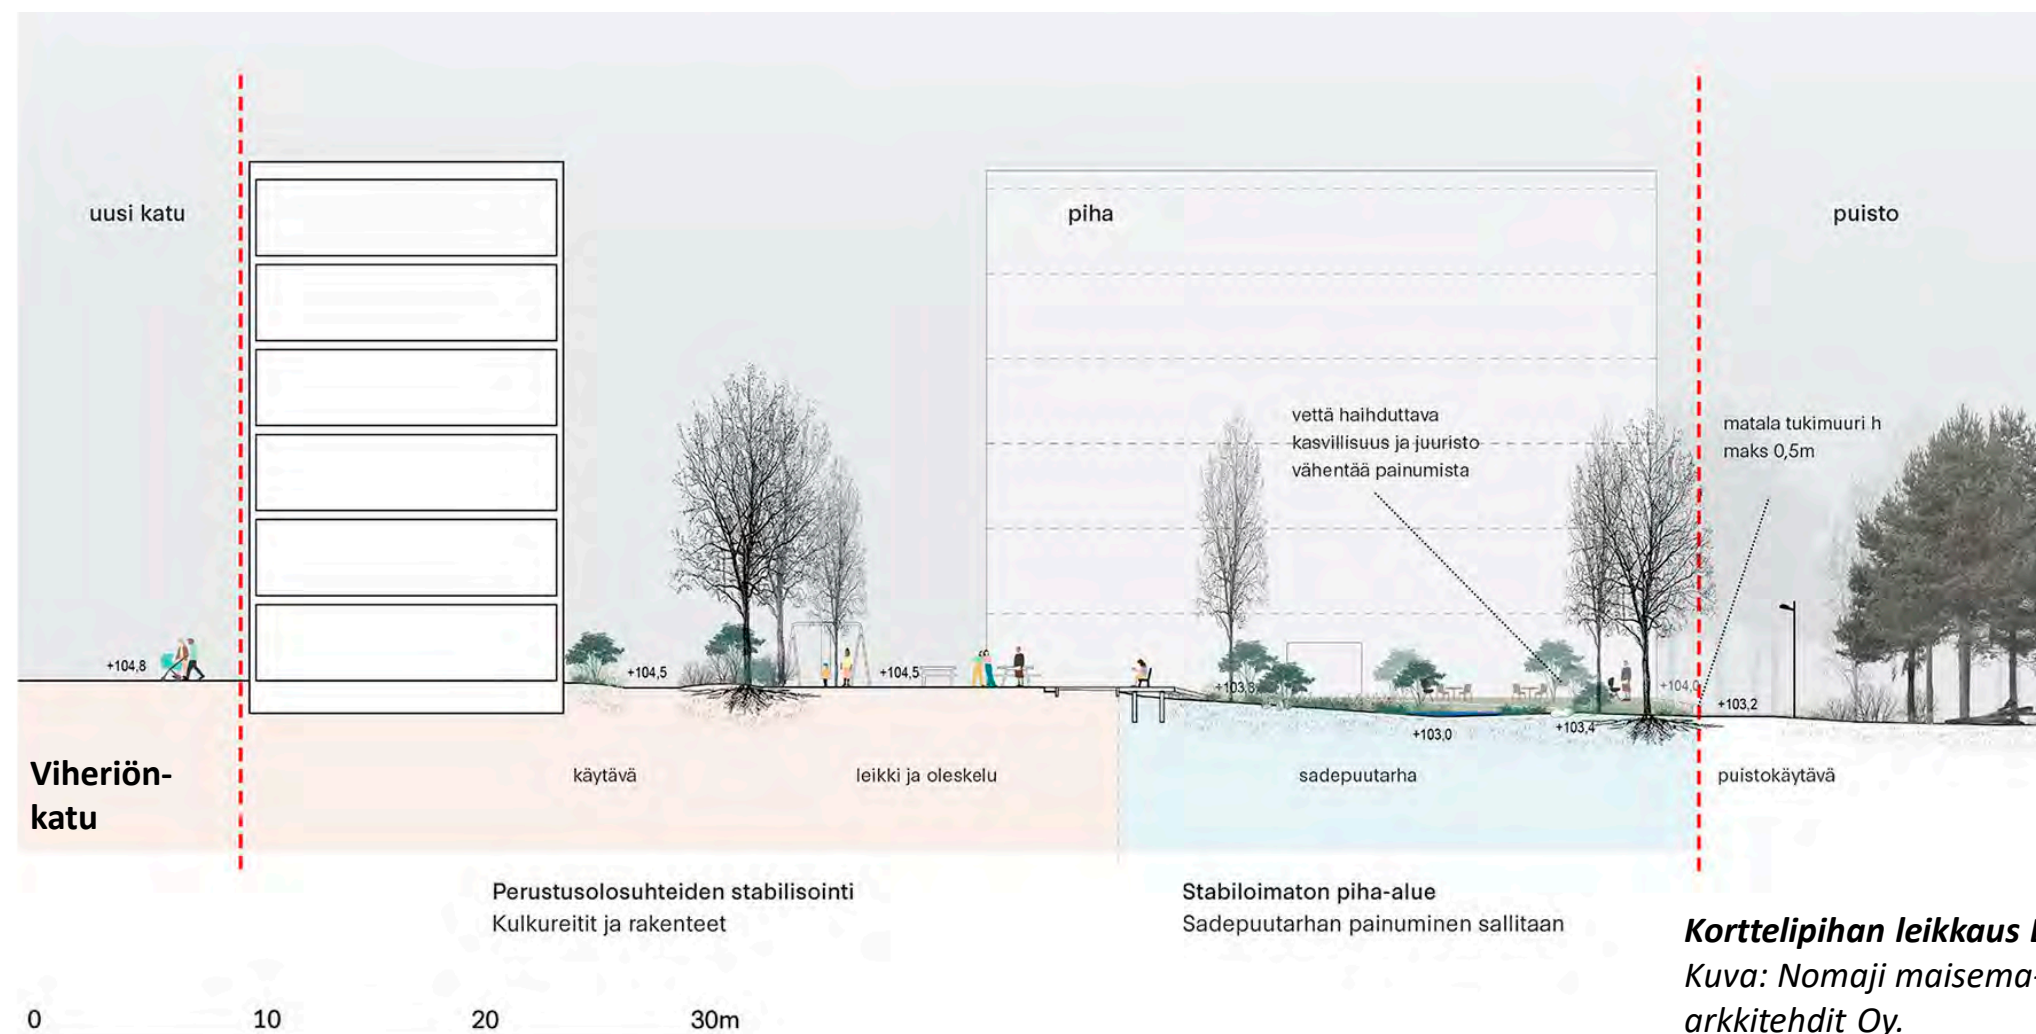 uusi katu
piha
puisto
vettä haihduttava
kasvillisuus ja juuristo
vähentää painumista
matala tukimuuri h
maks 0,5m
+104,8
+104,5
+104,5
+103,8
+104,0
+103,2
+103,0
+103,4
Viheriön-
katu
käytävä
leikki ja oleskelu
sadepuutarha
puistokäytävä
Perustusolosuhteiden stabilisointi
Kulkureitit ja rakenteet
Stabiloimaton piha-alue
Sadepuutarhan painuminen sallitaan
Korttelipihan leikkaus
Kuva: Nomaji maisema-
arkkitehdit Oy.
0 10 20 30m